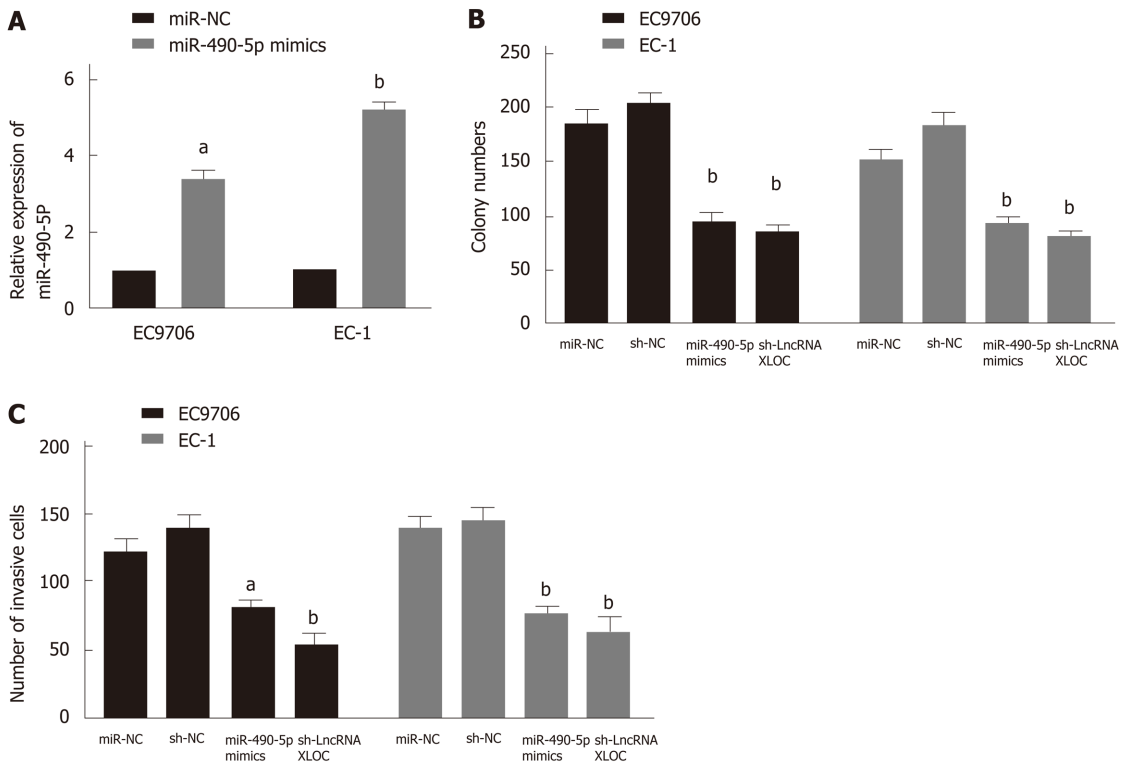 A
miR-NC
miR-490-5p mimics
Relative expression of
miR-490-5P
6
4
2
0
a
b
EC9706
EC-1
B
EC9706
EC-1
Colony numbers
250
200
150
100
50
0
b
b
b
b
miR-NC
sh-NC
miR-490-5p
mimics
sh-LncRNA
XLOC
miR-NC
sh-NC
miR-490-5p
mimics
sh-LncRNA
XLOC
C
EC9706
EC-1
Number of invasive cells
200
150
100
50
0
a
b
b
b
miR-NC
sh-NC
miR-490-5p
mimics
sh-LncRNA
XLOC
miR-NC
sh-NC
miR-490-5p
mimics
sh-LncRNA
XLOC